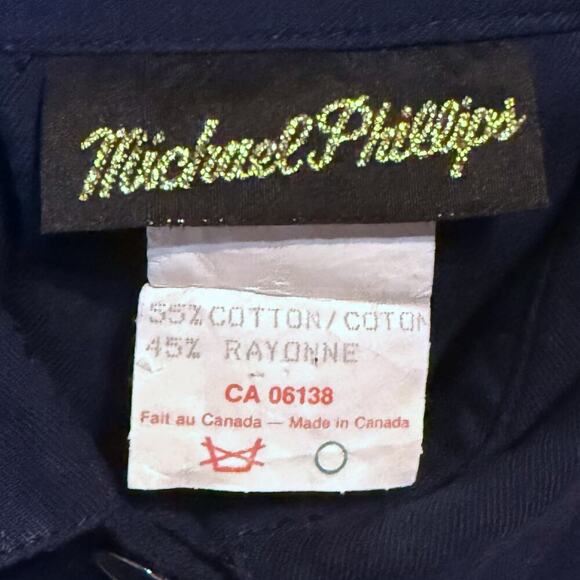 Michael Phillips
55% COTTON/COTON
45% RAYONNE
CA 06138
Fait au Canada — Made in Canada